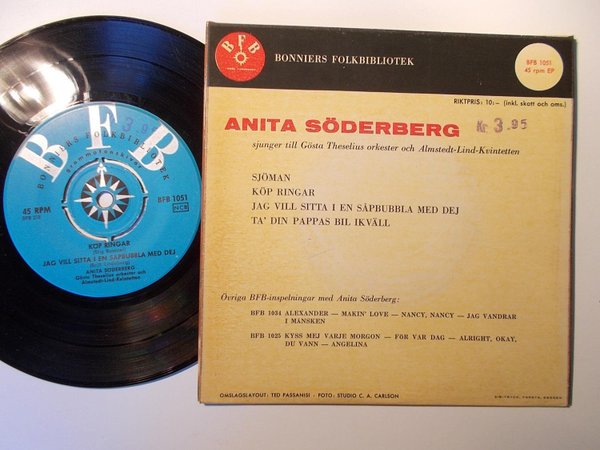 BFB
BONNIERS FOLKBIBLIOTEK
Grammofonskivor
45 RPM
BFB 1051
NCB
KÖP RINGAR
JAG VILL SITTA I EN SÅPBUBBLA MED DEJ
ANITA SÖDERBERG
Gösta Theselius orkester och
Almstedt-Lind-Kvintetten
BFB
BONNIERS FOLKBIBLIOTEK
BFB 1051
45 rpm EP
RIKTPRIS: 10:— (inkl. skatt och oms.)
ANITA SÖDERBERG
Kr 3.95
sjunger till Gösta Theselius orkester och Almstedt-Lind-Kvintetten
SJÖMAN
KÖP RINGAR
JAG VILL SITTA I EN SÅPBUBBLA MED DEJ
TA' DIN PAPPAS BIL IKVÄLL
Övriga BFB-inspelningar med Anita Söderberg:
BFB 1034 ALEXANDER — MAKIN' LOVE — NANCY, NANCY — JAG VANDRAR
I MÅNSKEN
BFB 1025 KYSS MEJ VARJE MORGON — FÖR VAR DAG — ALRIGHT, OKAY,
DU VANN — ANGELINA
OMSLAGSLAYOUT: TED PASSANISI · FOTO: STUDIO C. A. CARLSON